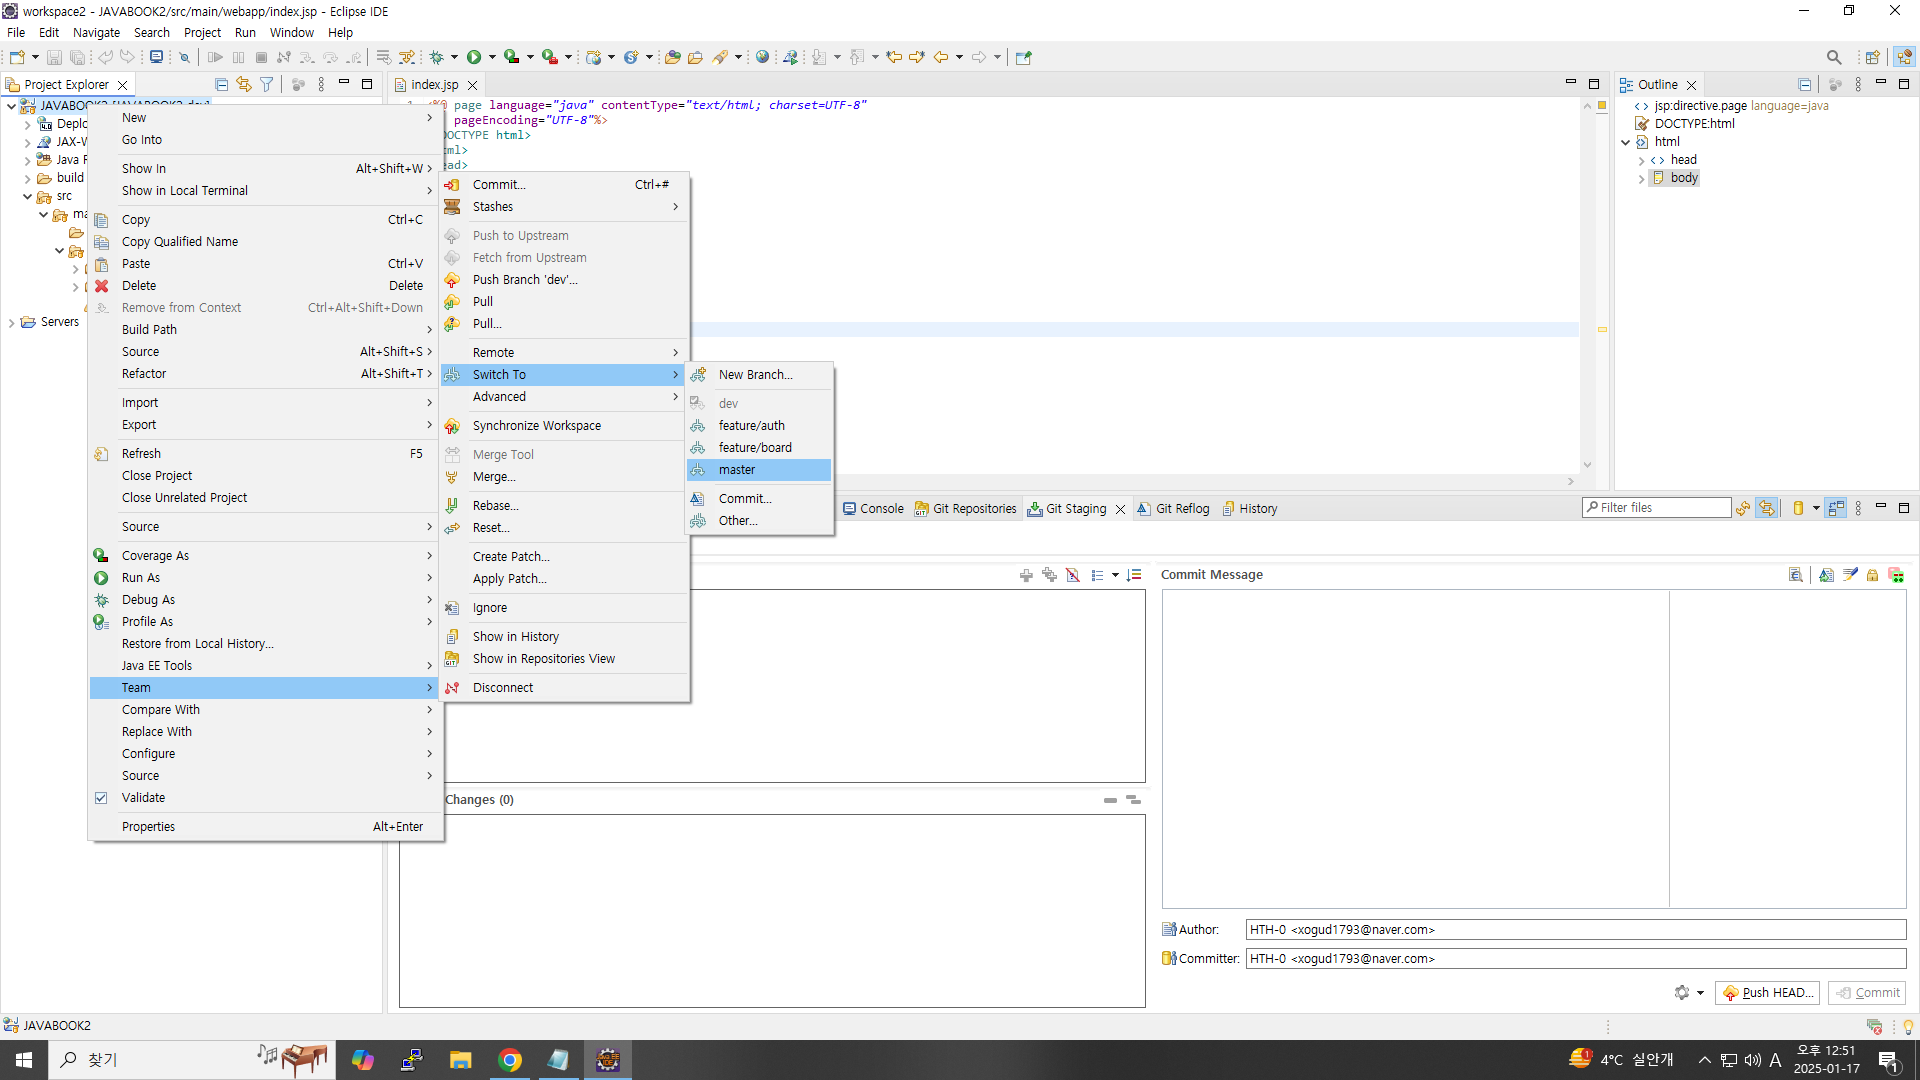 workspace2 - JAVABOOK2/src/main/webapp/index.jsp - Eclipse IDE
File Edit Navigate Search Project Run Window Help
Project Explorer
index.jsp
Outline
JAVABOOK2 [JAVABOOK2 dev]
Deplo
JAX-W
Java R
build
src
ma
Servers
New
Go Into
Show In Alt+Shift+W
Show in Local Terminal
Copy Ctrl+C
Copy Qualified Name
Paste Ctrl+V
Delete Delete
Remove from Context Ctrl+Alt+Shift+Down
Build Path
Source Alt+Shift+S
Refactor Alt+Shift+T
Import
Export
Refresh F5
Close Project
Close Unrelated Project
Source
Coverage As
Run As
Debug As
Profile As
Restore from Local History...
Java EE Tools
Team
Compare With
Replace With
Configure
Source
Validate
Properties Alt+Enter
1 <%@ page language="java" contentType="text/html; charset=UTF-8"
pageEncoding="UTF-8"%>
OCTYPE html>
ml>
ead>
Commit... Ctrl+#
Stashes
Push to Upstream
Fetch from Upstream
Push Branch 'dev'...
Pull
Pull...
Remote
Switch To
Advanced
Synchronize Workspace
Merge Tool
Merge...
Rebase...
Reset...
Create Patch...
Apply Patch...
Ignore
Show in History
Show in Repositories View
Disconnect
New Branch...
dev
feature/auth
feature/board
master
Commit...
Other...
jsp:directive.page language=java
DOCTYPE:html
html
head
body
Console Git Repositories Git Staging Git Reflog History
Filter files
Commit Message
Changes (0)
Author: HTH-0 <xogud1793@naver.com>
Committer: HTH-0 <xogud1793@naver.com>
Push HEAD... Commit
JAVABOOK2
찾기
1
4°C 실안개
A
오후 12:51
2025-01-17
1